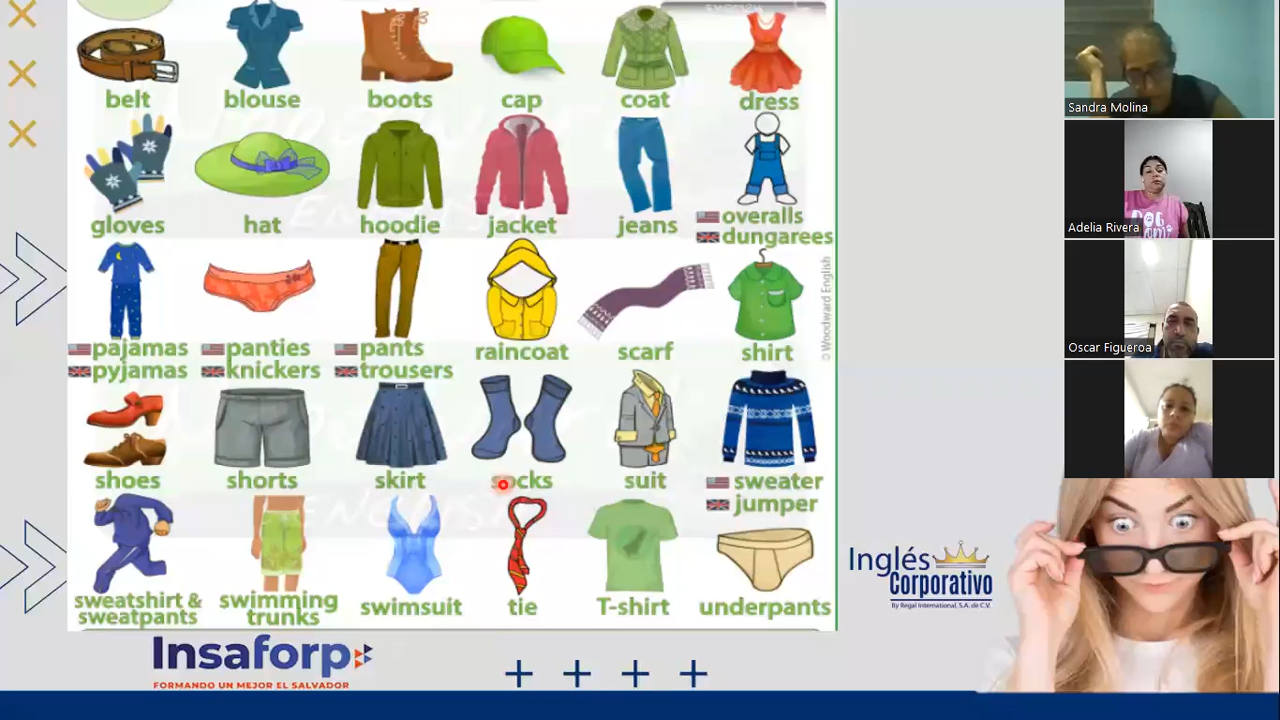 belt blouse boots cap coat dress
gloves hat hoodie jacket jeans overalls
dungarees
pajamas panties pants raincoat scarf shirt
pyjamas knickers trousers
shoes shorts skirt socks suit sweater
jumper
sweatshirt & swimming swimsuit tie T-shirt underpants
sweatpants trunks
© Woodward English
Sandra Molina
Adelia Rivera
Oscar Figueroa
DOG
Inglés
Corporativo
By Regal International, S.A. de C.V.
Insaforp
FORMANDO UN MEJOR EL SALVADOR